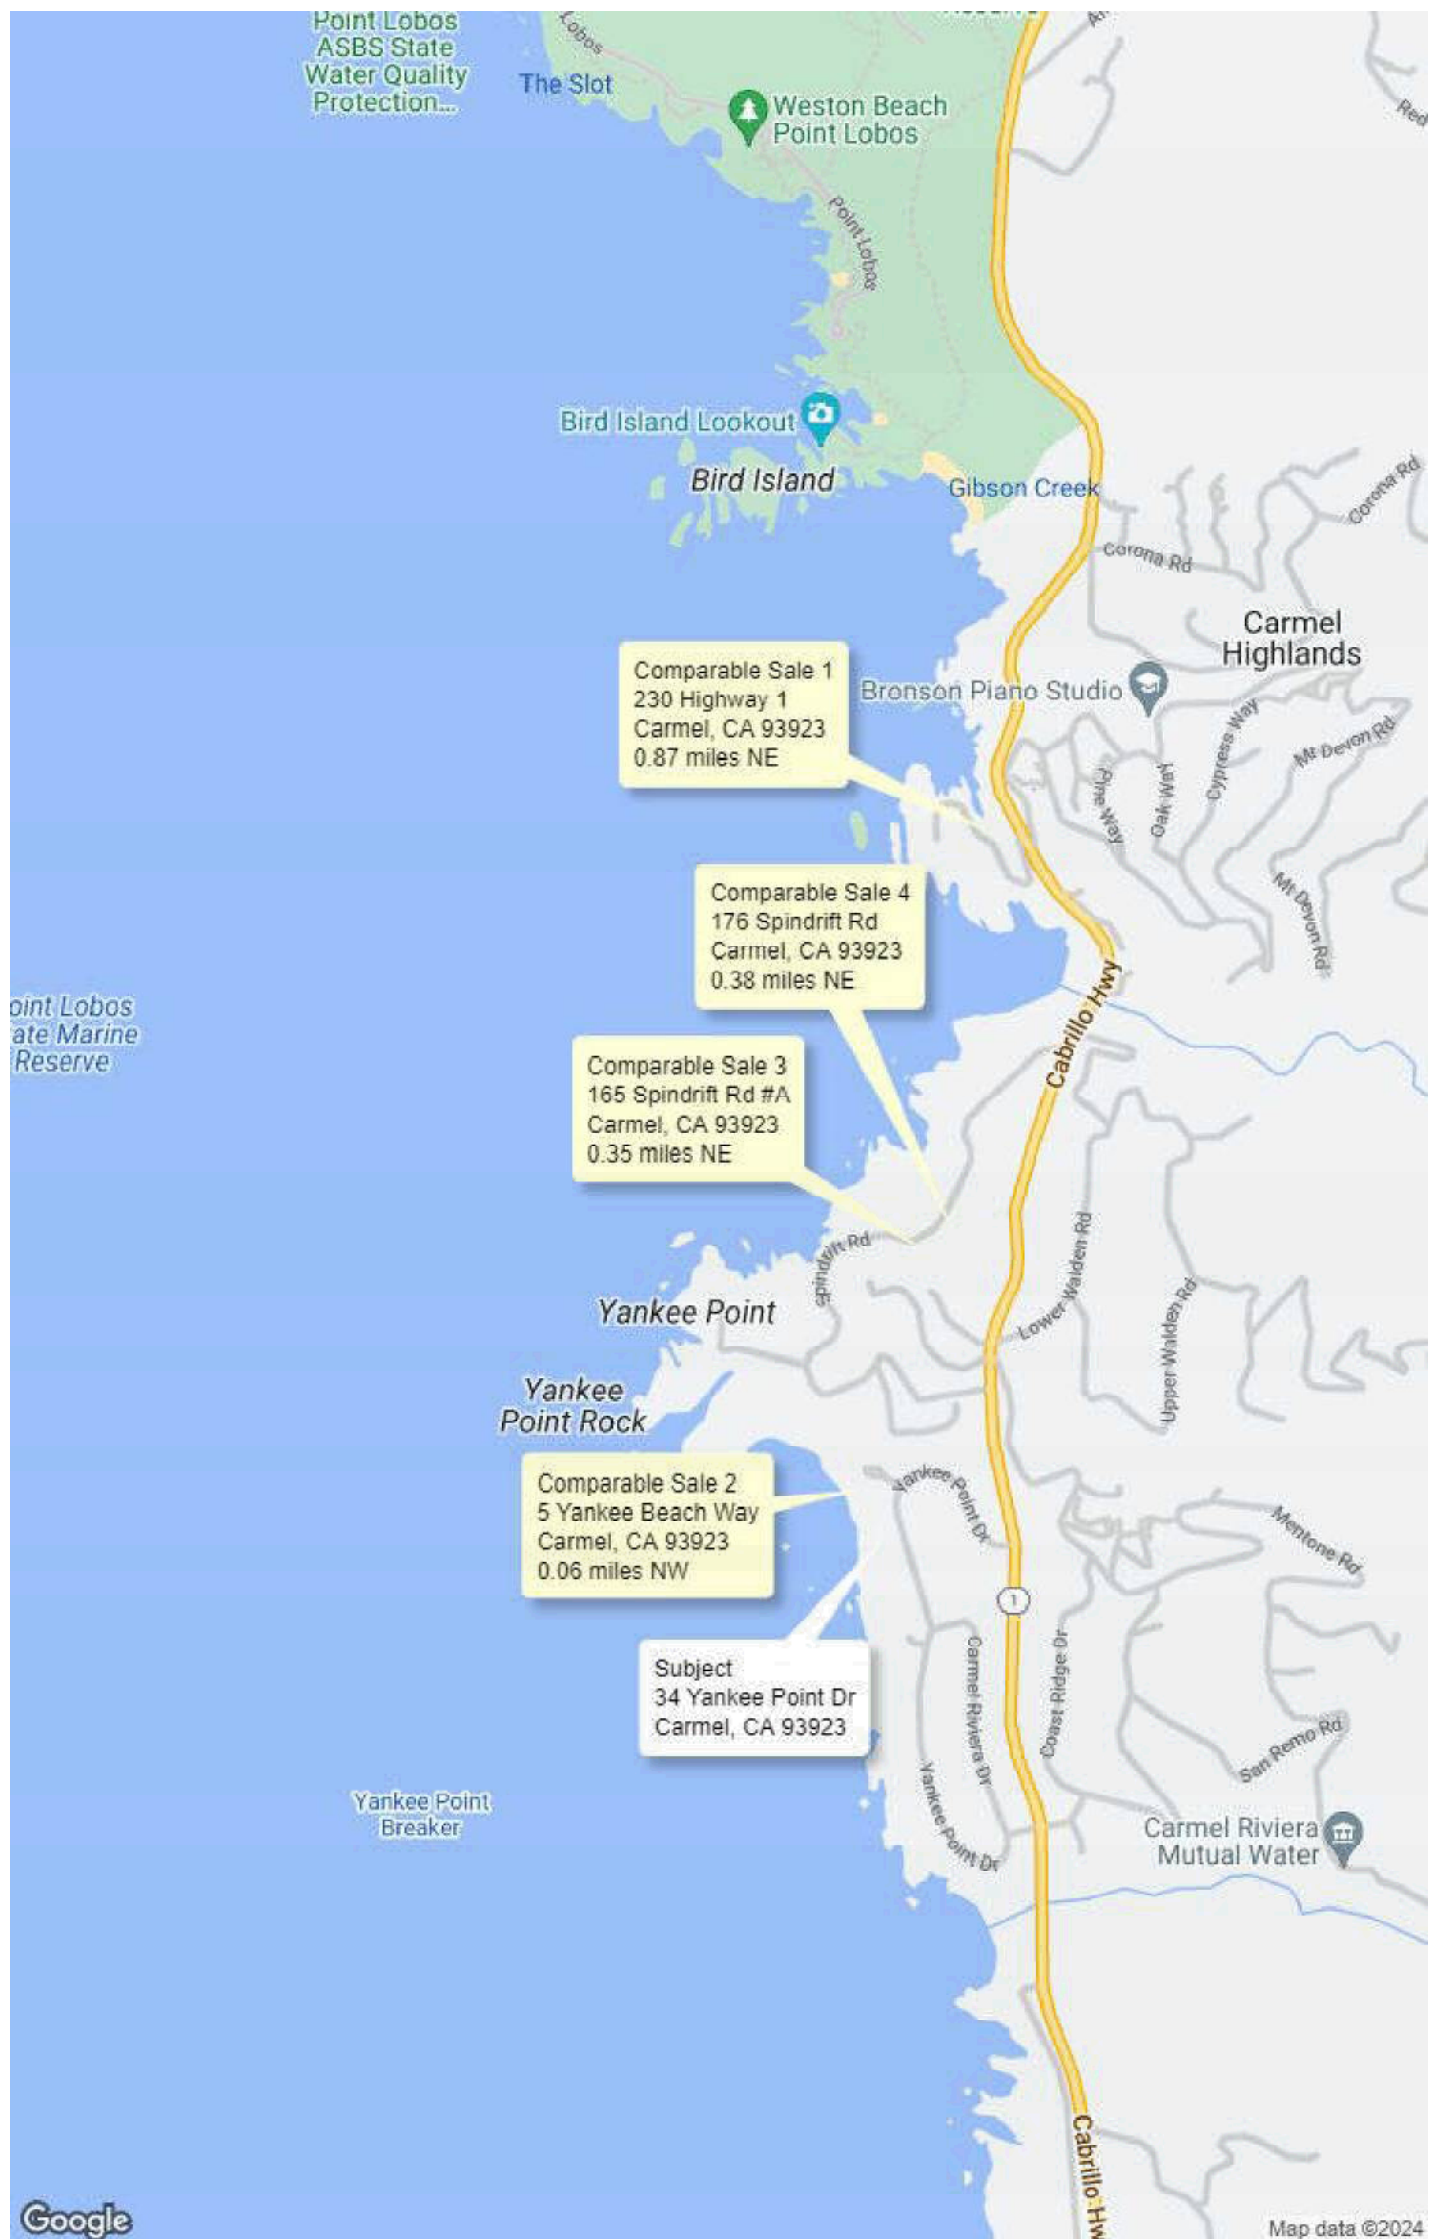 Point Lobos
ASBS State
Water Quality
Protection...
Lobos
The Slot
Weston Beach
Point Lobos
Point Lobos
Bird Island Lookout
Bird Island
Gibson Creek
Corona Rd
Corona Rd
Carmel
Highlands
Comparable Sale 1
230 Highway 1
Carmel, CA 93923
0.87 miles NE
Bronson Piano Studio
Cypress Way
Mt Devon Rd
Pine Way
Oak Way
Mt Devon Rd
Comparable Sale 4
176 Spindrift Rd
Carmel, CA 93923
0.38 miles NE
Cabrillo Hwy
oint Lobos
ate Marine
Reserve
Comparable Sale 3
165 Spindrift Rd #A
Carmel, CA 93923
0.35 miles NE
Spindrift Rd
Lower Walden Rd
Upper Walden Rd
Yankee Point
Yankee
Point Rock
Comparable Sale 2
5 Yankee Beach Way
Carmel, CA 93923
0.06 miles NW
Yankee Point Dr
Mentone Rd
1
Subject
34 Yankee Point Dr
Carmel, CA 93923
Carmel Riviera Dr
Coast Ridge Dr
San Remo Rd
Yankee Point Dr
Yankee Point
Breaker
Carmel Riviera
Mutual Water
Cabrillo Hw
Google
Map data ©2024